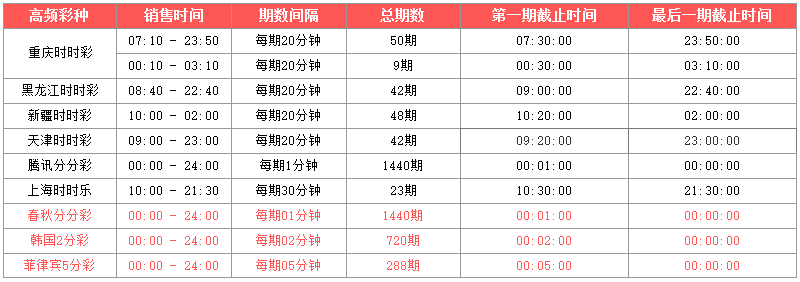 高频彩种 销售时间 期数间隔 总期数 第一期截止时间 最后一期截止时间
重庆时时彩 07:10 - 23:50 每期20分钟 50期 07:30:00 23:50:00
00:10 - 03:10 每期20分钟 9期 00:30:00 03:10:00
黑龙江时时彩 08:40 - 22:40 每期20分钟 42期 09:00:00 22:40:00
新疆时时彩 10:00 - 02:00 每期20分钟 48期 10:20:00 02:00:00
天津时时彩 09:00 - 23:00 每期20分钟 42期 09:20:00 23:00:00
腾讯分分彩 00:00 - 24:00 每期1分钟 1440期 00:01:00 00:00:00
上海时时乐 10:00 - 21:30 每期30分钟 23期 10:30:00 21:30:00
春秋分分彩 00:00 - 24:00 每期01分钟 1440期 00:01:00 00:00:00
韩国2分彩 00:00 - 24:00 每期02分钟 720期 00:02:00 00:00:00
菲律宾5分彩 00:00 - 24:00 每期05分钟 288期 00:05:00 00:00:00